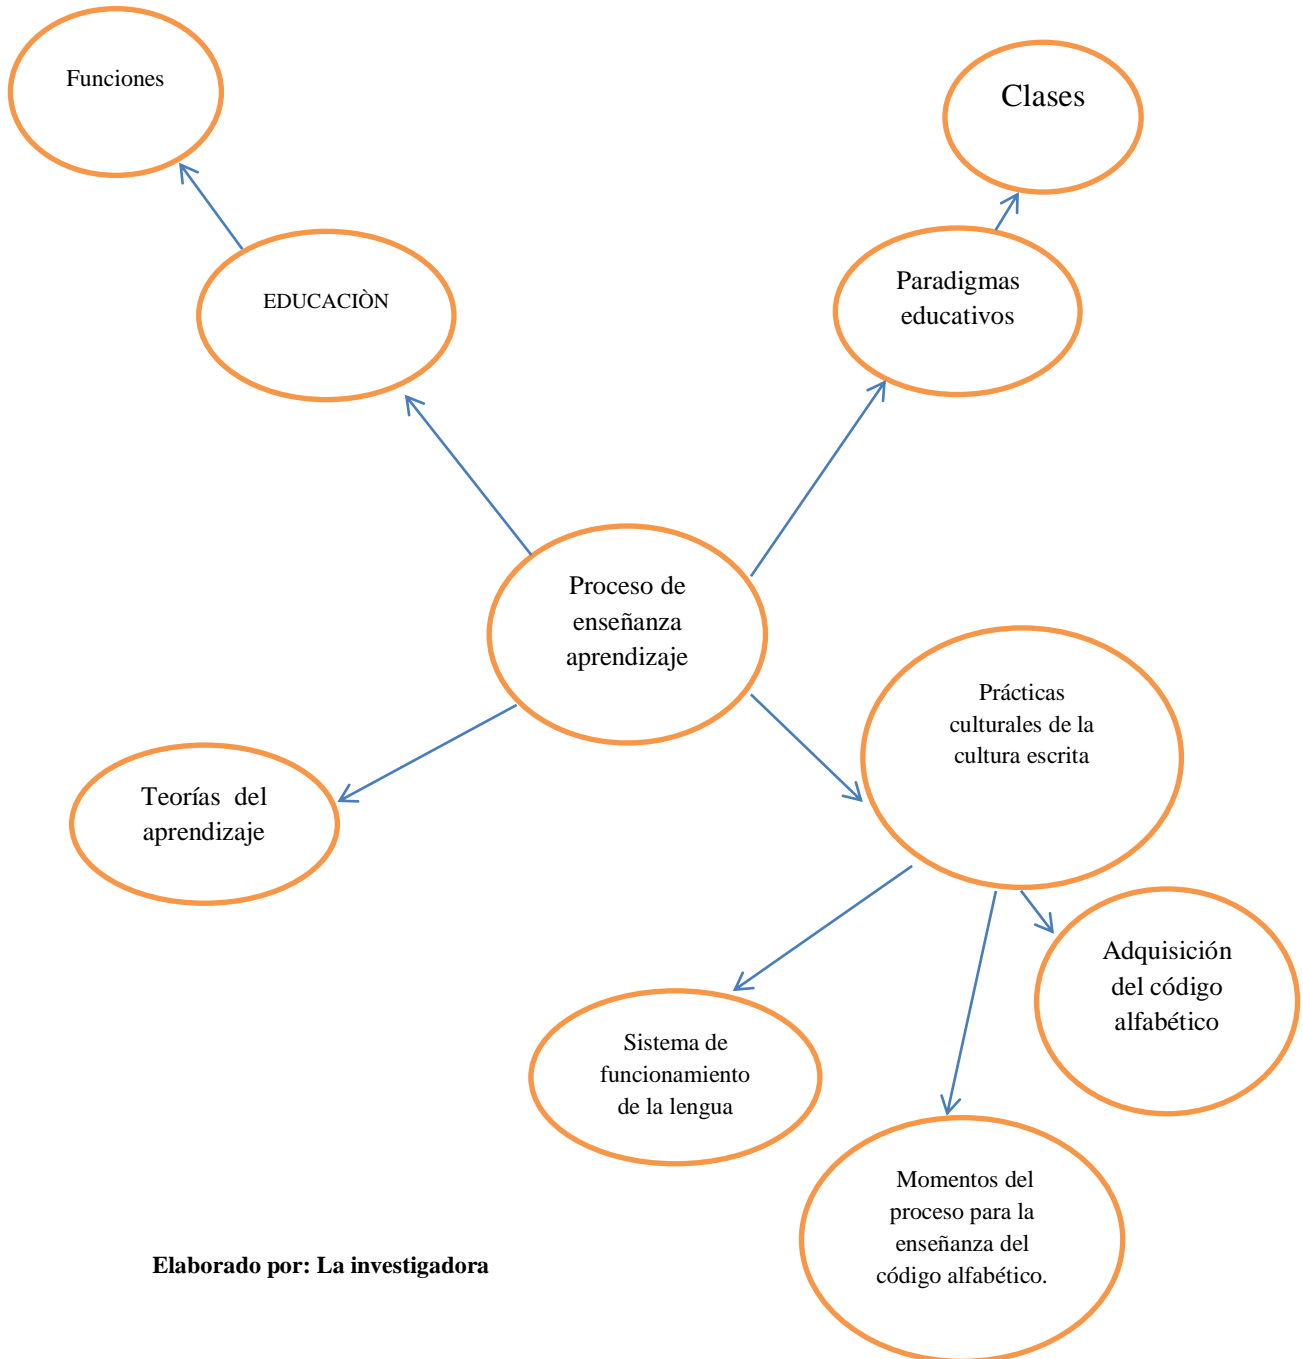 Funciones
Clases
EDUCACIÒN
Paradigmas
educativos
Proceso de
enseñanza
aprendizaje
Prácticas
culturales de la
cultura escrita
Teorías  del
aprendizaje
Adquisición
del código
alfabético
Sistema de
funcionamiento
de la lengua
Momentos del
proceso para la
enseñanza del
código alfabético.
Elaborado por: La investigadora